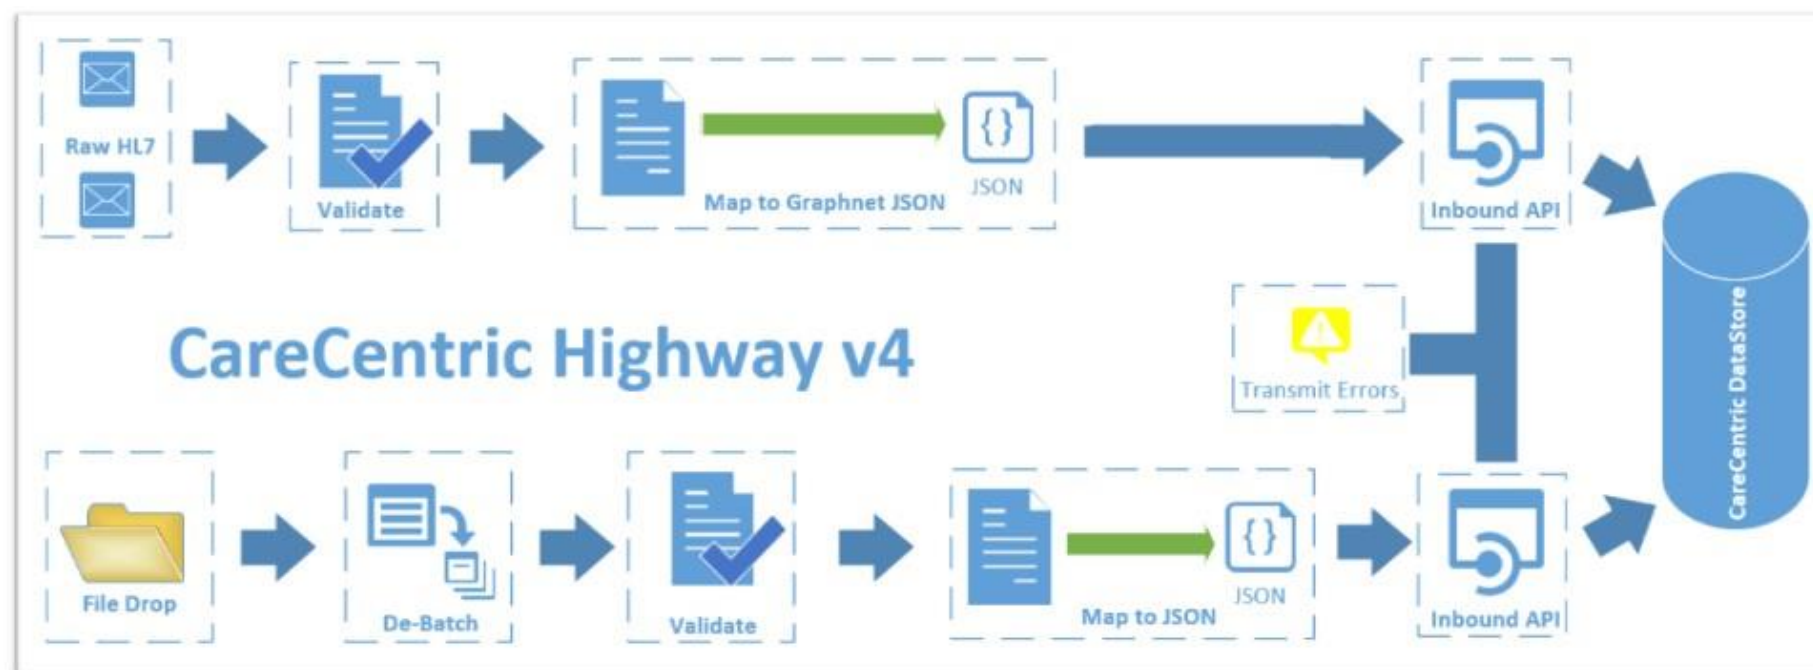 Raw HL7
Validate
Map to Graphnet JSON
{}
JSON
Inbound API
CareCentric Highway v4
Transmit Errors
CareCentric DataStore
File Drop
De-Batch
Validate
Map to JSON
{}
JSON
Inbound API